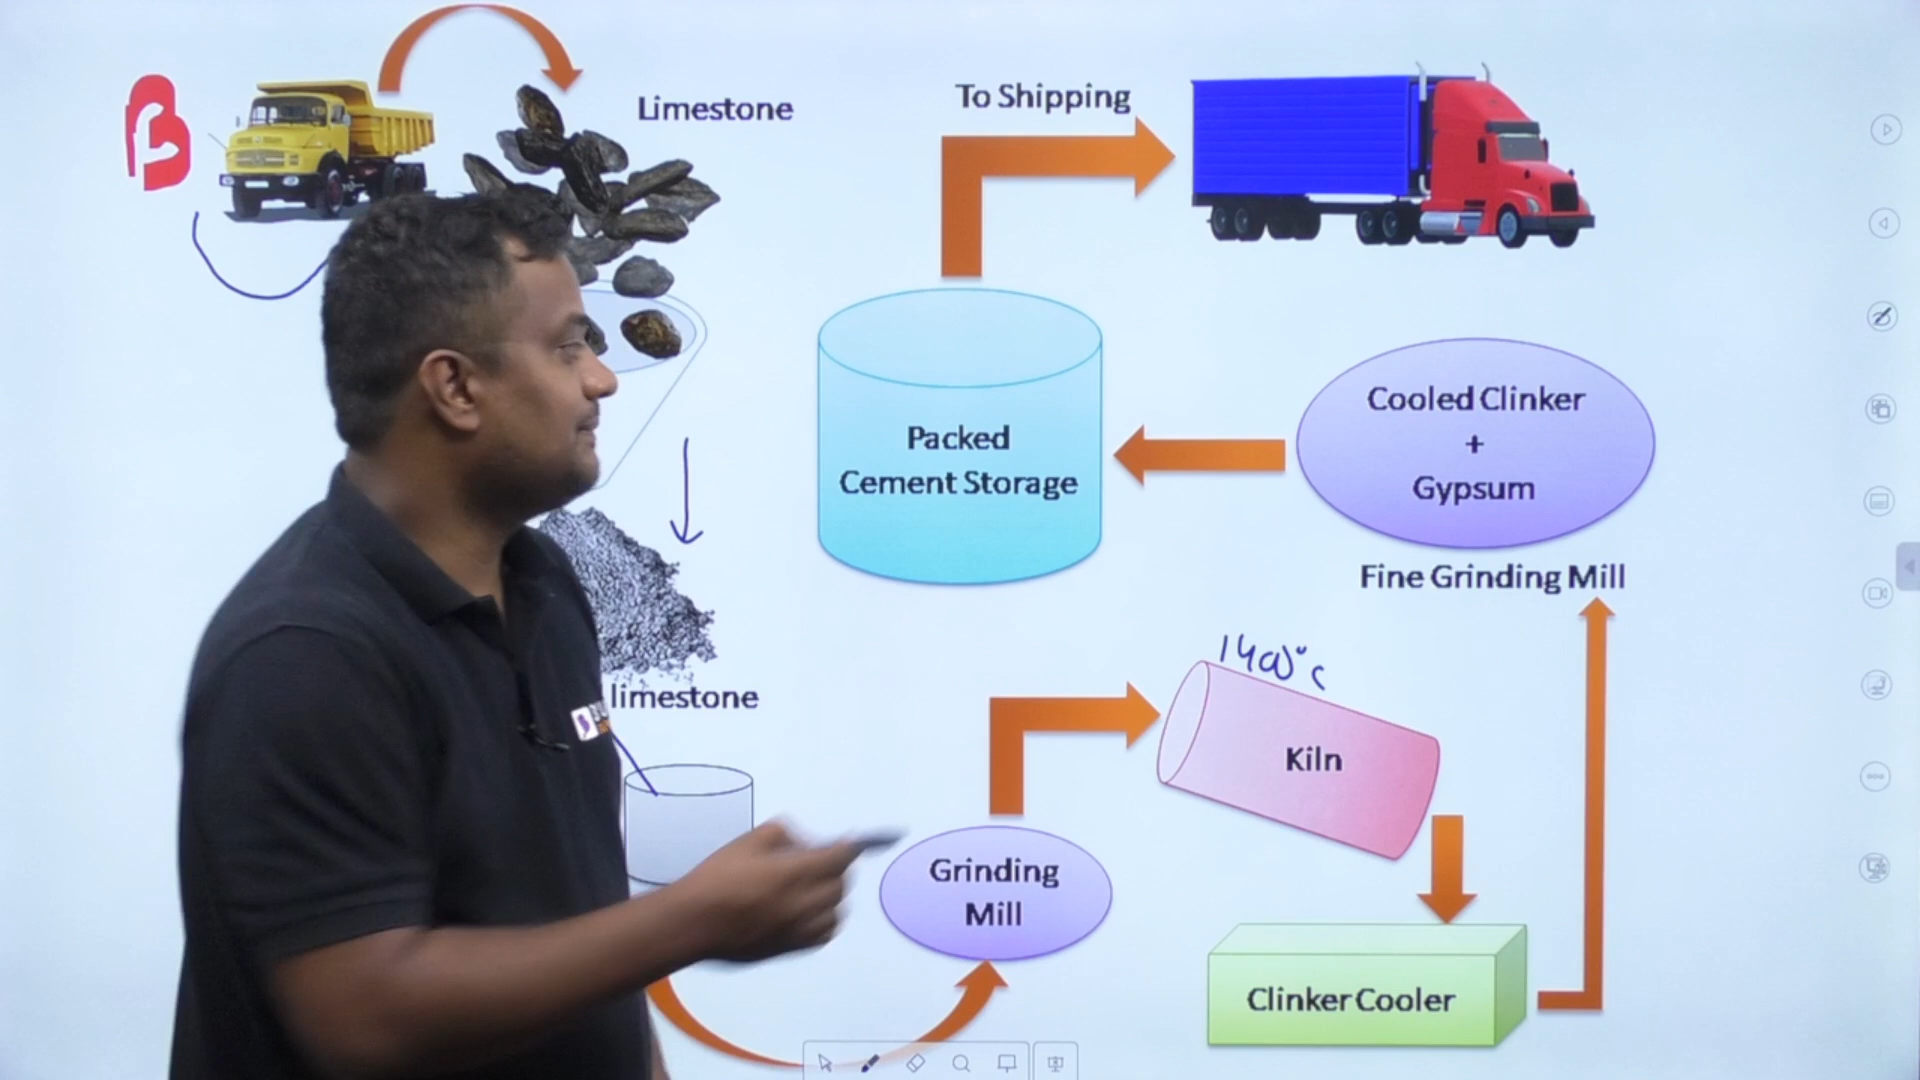 B
Limestone
To Shipping
Packed
Cement Storage
Cooled Clinker
+
Gypsum
Fine Grinding Mill
1400°c
limestone
Kiln
Grinding
Mill
Clinker Cooler